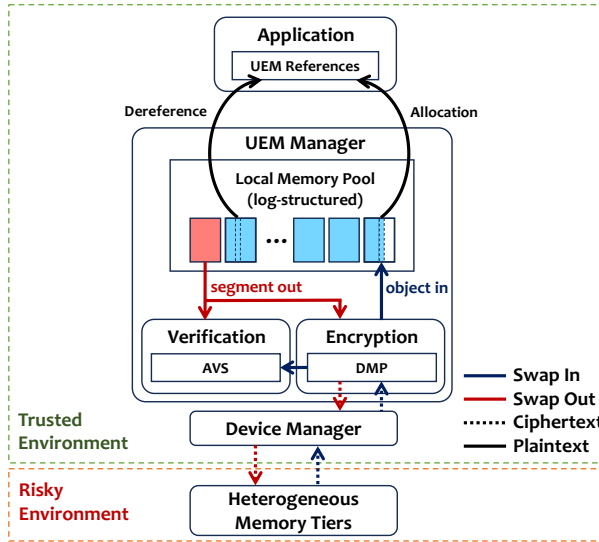 Application
UEM References
Dereference
Allocation
UEM Manager
Local Memory Pool
(log-structured)
...
segment out
object in
Verification
Encryption
AVS
DMP
Swap In
Swap Out
Ciphertext
Plaintext
Trusted
Environment
Device Manager
Risky
Environment
Heterogeneous
Memory Tiers